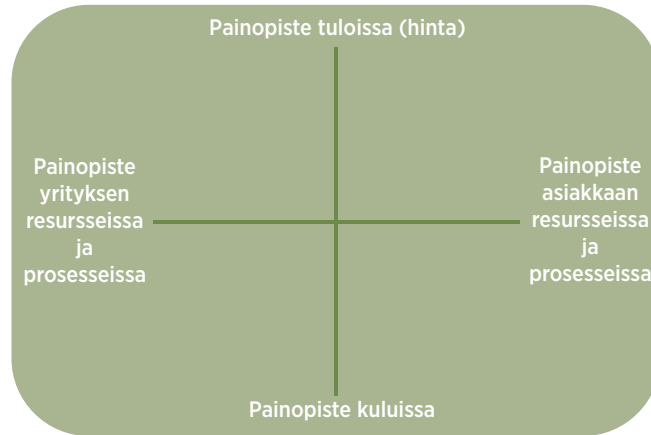 Painopiste tuloissa (hinta)
Painopiste
yrityksen
resursseissa
ja
prosesseissa
Painopiste
asiakkaan
resursseissa
ja
prosesseissa
Painopiste kuluissa